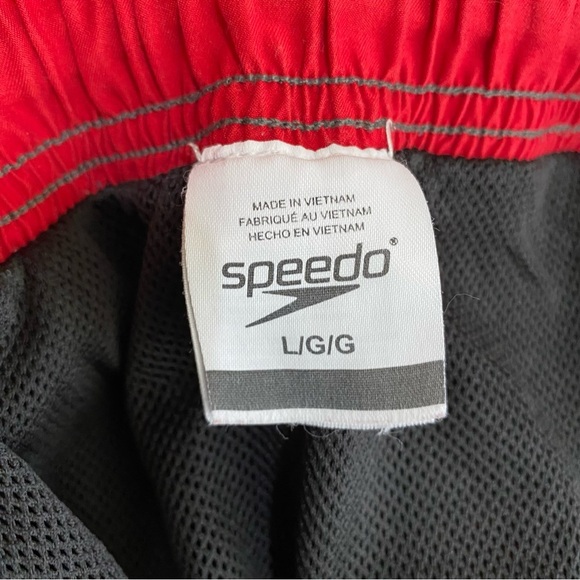 MADE IN VIETNAM
FABRIQUÉ AU VIETNAM
HECHO EN VIETNAM
speedo®
L/G/G